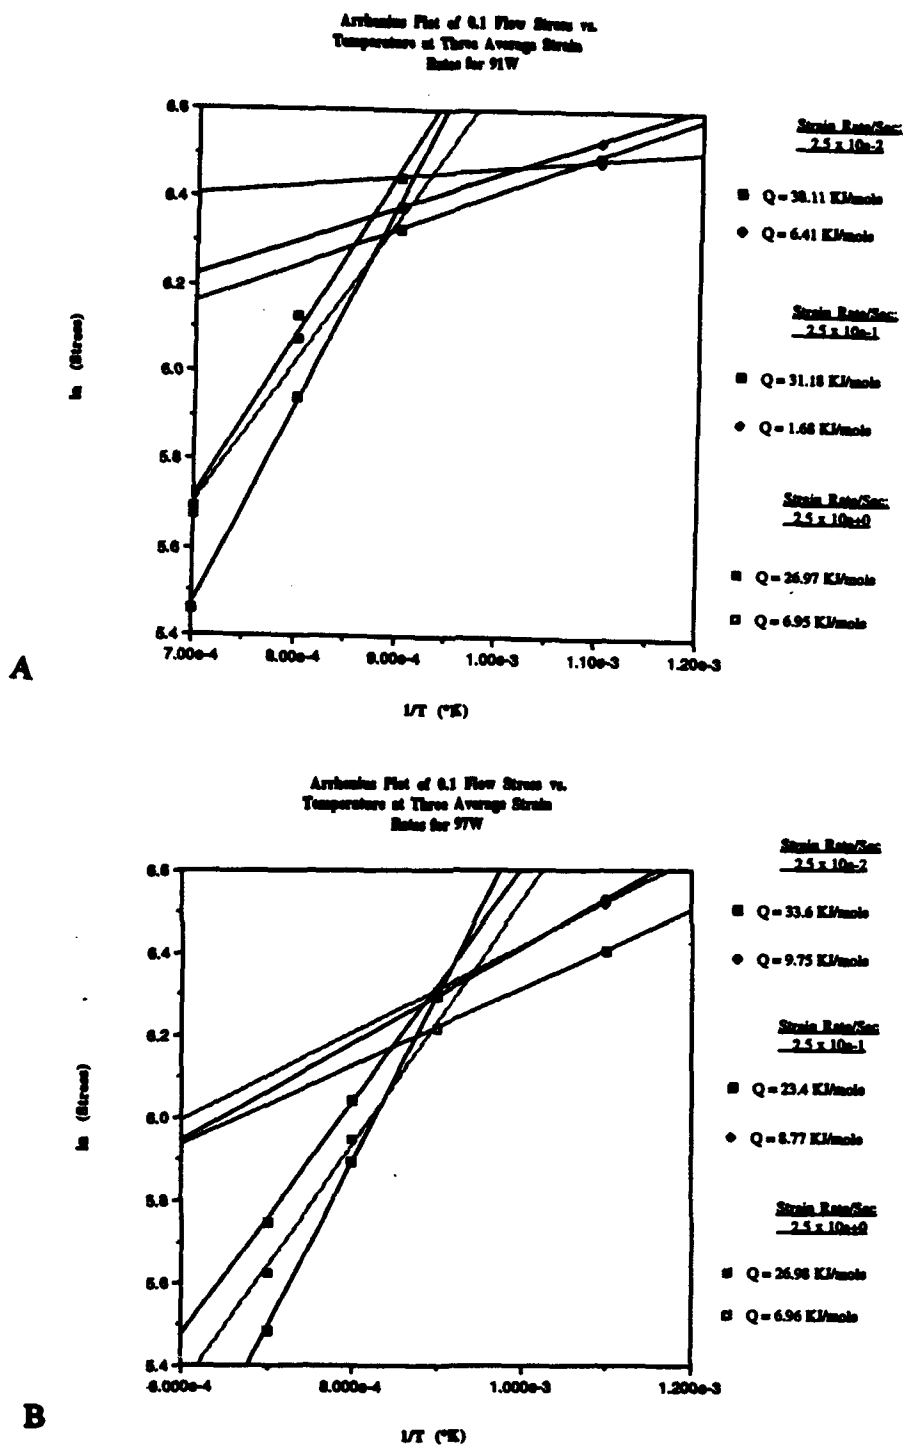 Arrhenius Plot of 0.1 Flow Stress vs.
Temperature at Three Average Strain
Rates for 91W
6.6
6.4
6.2
6.0
5.8
5.6
5.4
ln (Stress)
7.00e-4 8.00e-4 9.00e-4 1.00e-3 1.10e-3 1.20e-3
1/T (°K)
Strain Rate/Sec:
2.5 x 10e-2
Q = 38.11 KJ/mole
Q = 6.41 KJ/mole
Strain Rate/Sec:
2.5 x 10e-1
Q = 31.18 KJ/mole
Q = 1.68 KJ/mole
Strain Rate/Sec:
2.5 x 10e+0
Q = 26.97 KJ/mole
Q = 6.95 KJ/mole
A
Arrhenius Plot of 0.1 Flow Stress vs.
Temperature at Three Average Strain
Rates for 97W
6.6
6.4
6.2
6.0
5.8
5.6
5.4
ln (Stress)
6.000e-4 8.000e-4 1.000e-3 1.200e-3
1/T (°K)
Strain Rate/Sec
2.5 x 10e-2
Q = 33.6 KJ/mole
Q = 9.75 KJ/mole
Strain Rate/Sec
2.5 x 10e-1
Q = 23.4 KJ/mole
Q = 8.77 KJ/mole
Strain Rate/Sec
2.5 x 10e+0
Q = 26.98 KJ/mole
Q = 6.96 KJ/mole
B